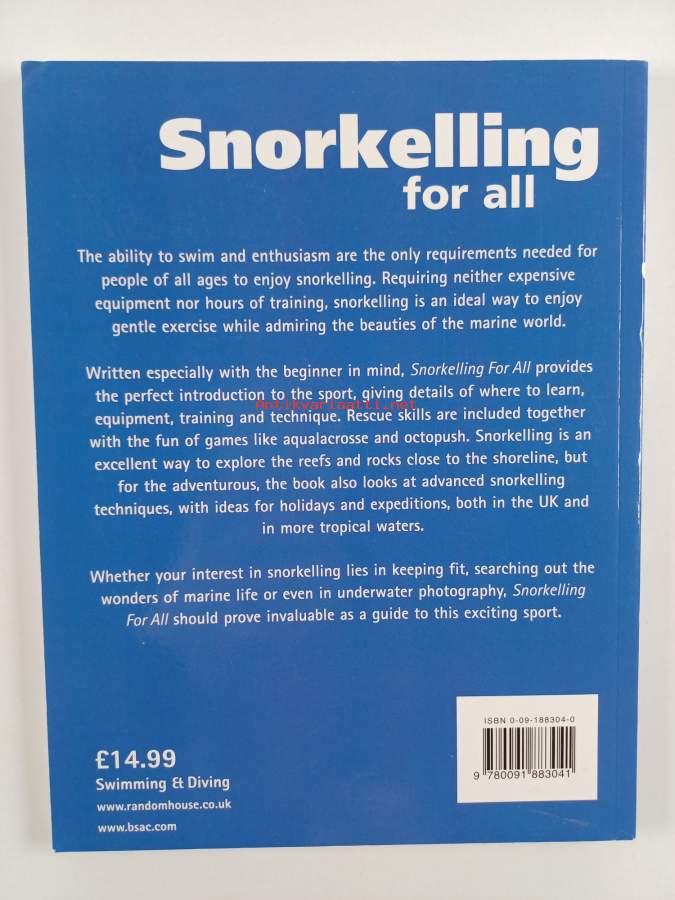 Snorkelling
for all
The ability to swim and enthusiasm are the only requirements needed for
people of all ages to enjoy snorkelling. Requiring neither expensive
equipment nor hours of training, snorkelling is an ideal way to enjoy
gentle exercise while admiring the beauties of the marine world.
Written especially with the beginner in mind, Snorkelling For All provides
the perfect introduction to the sport, giving details of where to learn,
Antikvariaatti.net
equipment, training and technique. Rescue skills are included together
with the fun of games like aqualacrosse and octopush. Snorkelling is an
excellent way to explore the reefs and rocks close to the shoreline, but
for the adventurous, the book also looks at advanced snorkelling
techniques, with ideas for holidays and expeditions, both in the UK and
in more tropical waters.
Whether your interest in snorkelling lies in keeping fit, searching out the
wonders of marine life or even in underwater photography, Snorkelling
For All should prove invaluable as a guide to this exciting sport.
ISBN 0-09-188304-0
9 780091 883041
£14.99
Swimming & Diving
www.randomhouse.co.uk
www.bsac.com